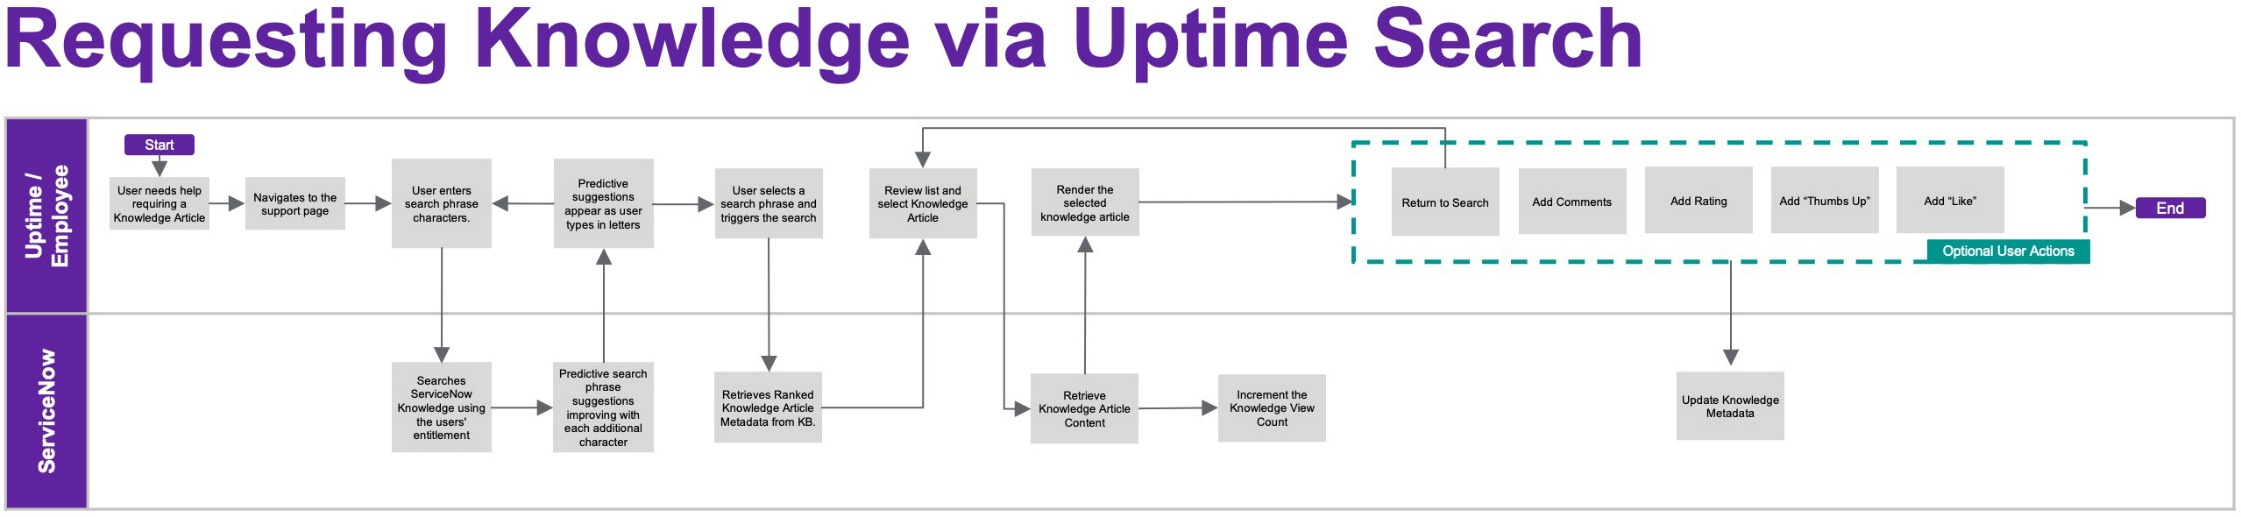 Requesting Knowledge via Uptime Search
Uptime /
Employee
Start
User needs help
requiring a
Knowledge Article
Navigates to the
support page
User enters
search phrase
characters.
Predictive
suggestions
appear as user
types in letters
User selects a
search phrase and
triggers the search
Review list and
select Knowledge
Article
Render the
selected
knowledge article
Return to Search
Add Comments
Add Rating
Add “Thumbs Up”
Add “Like”
Optional User Actions
End
ServiceNow
Searches
ServiceNow
Knowledge using
the users'
entitlement
Predictive search
phrase
suggestions
improving with
each additional
character
Retrieves Ranked
Knowledge Article
Metadata from KB.
Retrieve
Knowledge Article
Content
Increment the
Knowledge View
Count
Update Knowledge
Metadata